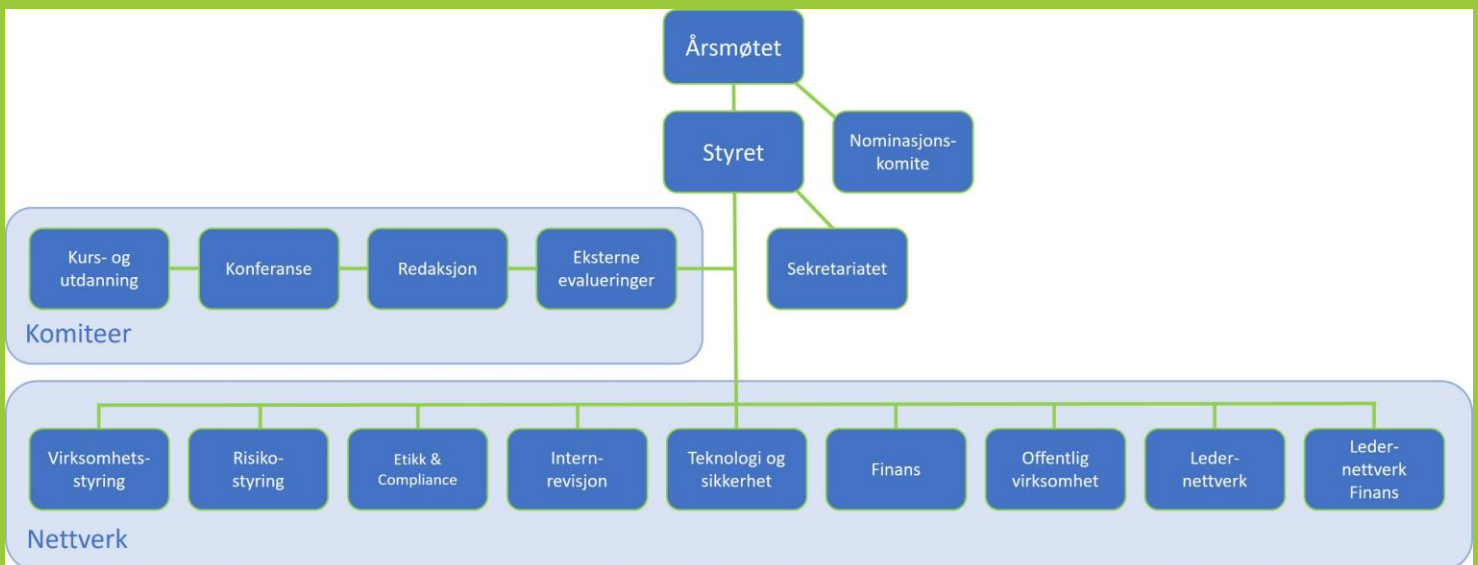 Årsmøtet
Styret
Nominasjons-
komite
Kurs- og
utdanning
Konferanse
Redaksjon
Eksterne
evalueringer
Sekretariatet
Komiteer
Virksomhets-
styring
Risiko-
styring
Etikk &
Compliance
Intern-
revisjon
Teknologi og
sikkerhet
Finans
Offentlig
virksomhet
Leder-
nettverk
Leder-
nettverk
Finans
Nettverk